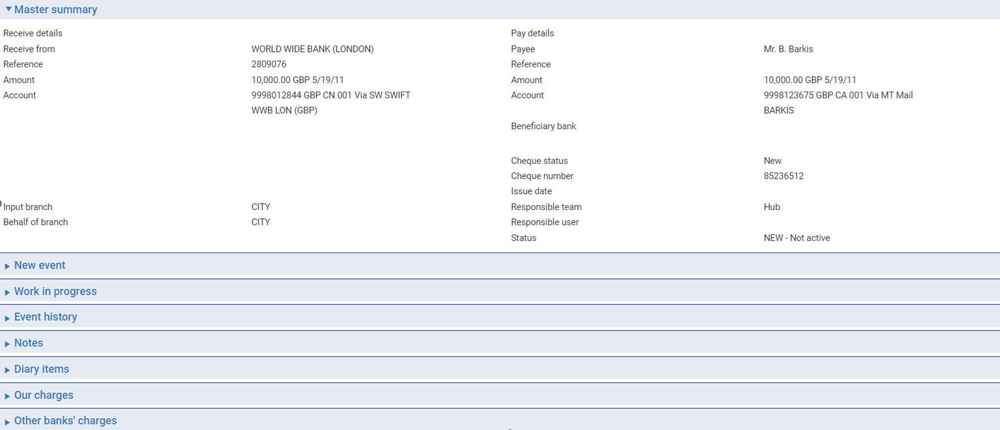 Master summary
Receive details
Receive from WORLD WIDE BANK (LONDON)
Reference 2809076
Amount 10,000.00 GBP 5/19/11
Account 9998012844 GBP CN 001 Via SW SWIFT
WWB LON (GBP)
Input branch CITY
Behalf of branch CITY
Pay details
Payee Mr. B. Barkis
Reference
Amount 10,000.00 GBP 5/19/11
Account 9998123675 GBP CA 001 Via MT Mail
BARKIS
Beneficiary bank
Cheque status New
Cheque number 85236512
Issue date
Responsible team Hub
Responsible user
Status NEW - Not active
New event
Work in progress
Event history
Notes
Diary items
Our charges
Other banks' charges